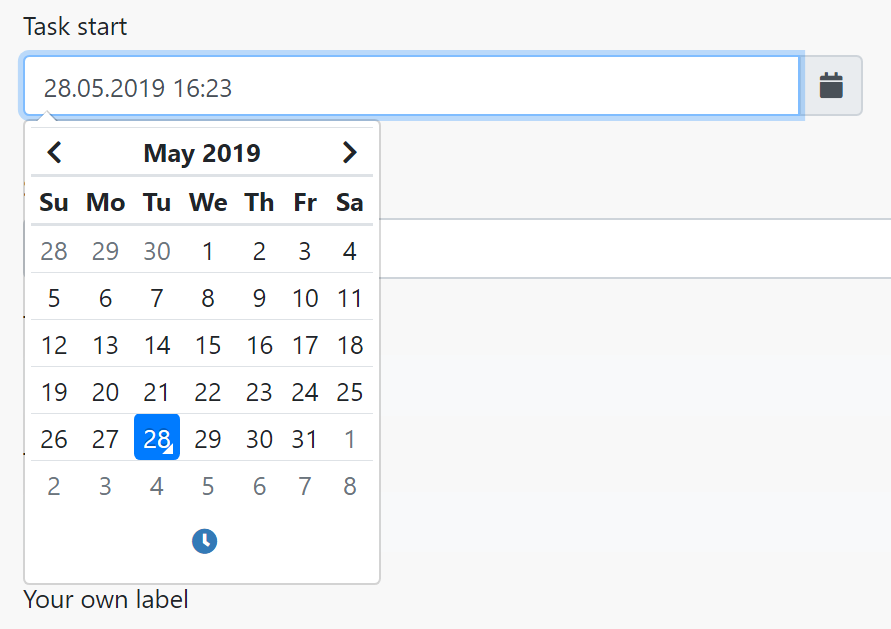 Task start
28.05.2019 16:23
May 2019
Su Mo Tu We Th Fr Sa
28 29 30 1 2 3 4
5 6 7 8 9 10 11
12 13 14 15 16 17 18
19 20 21 22 23 24 25
26 27 28 29 30 31 1
2 3 4 5 6 7 8
Your own label